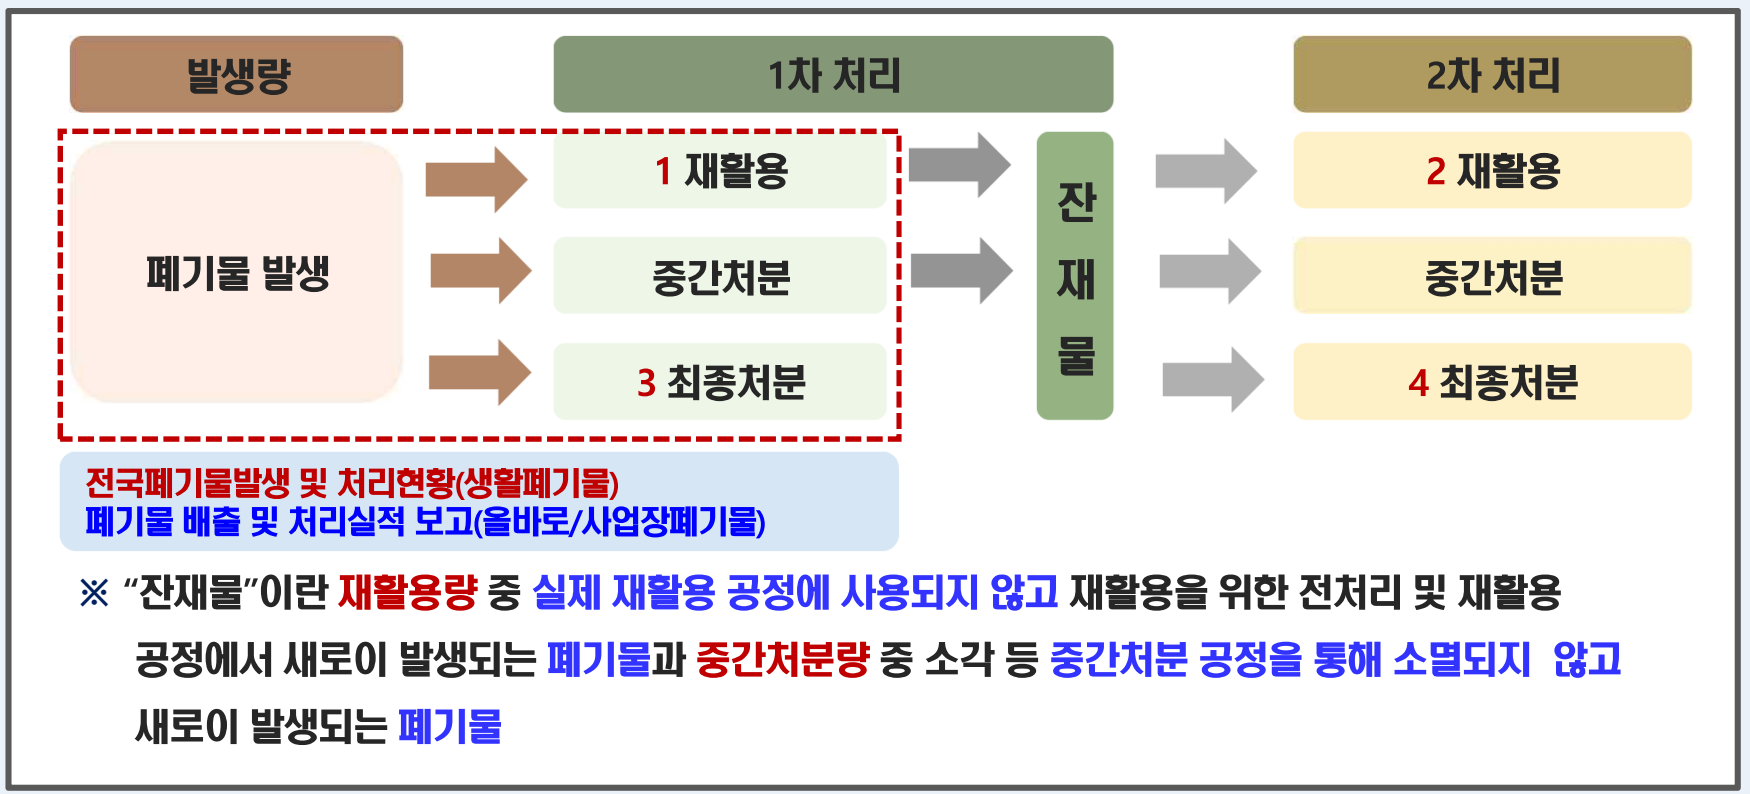 발생량
1차 처리
2차 처리
폐기물 발생
1 재활용
중간처분
3 최종처분
잔
재
물
2 재활용
중간처분
4 최종처분
전국폐기물발생 및 처리현황(생활폐기물)
폐기물 배출 및 처리실적 보고(올바로/사업장폐기물)
※ “잔재물”이란 재활용량 중 실제 재활용 공정에 사용되지 않고 재활용을 위한 전처리 및 재활용
공정에서 새로이 발생되는 폐기물과 중간처분량 중 소각 등 중간처분 공정을 통해 소멸되지 않고
새로이 발생되는 폐기물